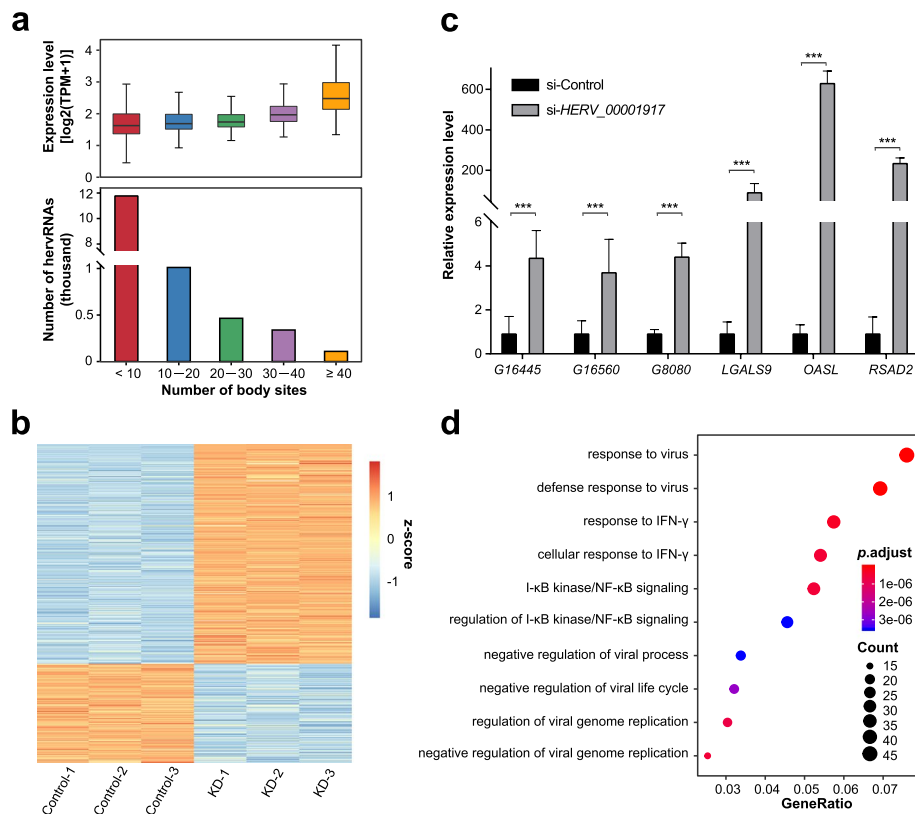 a
Expression level
[log2(TPM+1)]
4
3
2
1
0
Number of hervRNAs
(thousand)
12
10
8
1
0.5
0
< 10
10—20
20—30
30—40
≥ 40
Number of body sites
b
Control-1
Control-2
Control-3
KD-1
KD-2
KD-3
1
0
-1
z-score
c
Relative expression level
600
400
200
6
4
2
0
si-Control
si-HERV_00001917
***
***
***
***
***
***
G16445
G16560
G8080
LGALS9
OASL
RSAD2
d
response to virus
defense response to virus
response to IFN-γ
cellular response to IFN-γ
I-κB kinase/NF-κB signaling
regulation of I-κB kinase/NF-κB signaling
negative regulation of viral process
negative regulation of viral life cycle
regulation of viral genome replication
negative regulation of viral genome replication
0.03
0.04
0.05
0.06
0.07
GeneRatio
p.adjust
1e-06
2e-06
3e-06
Count
15
20
25
30
35
40
45